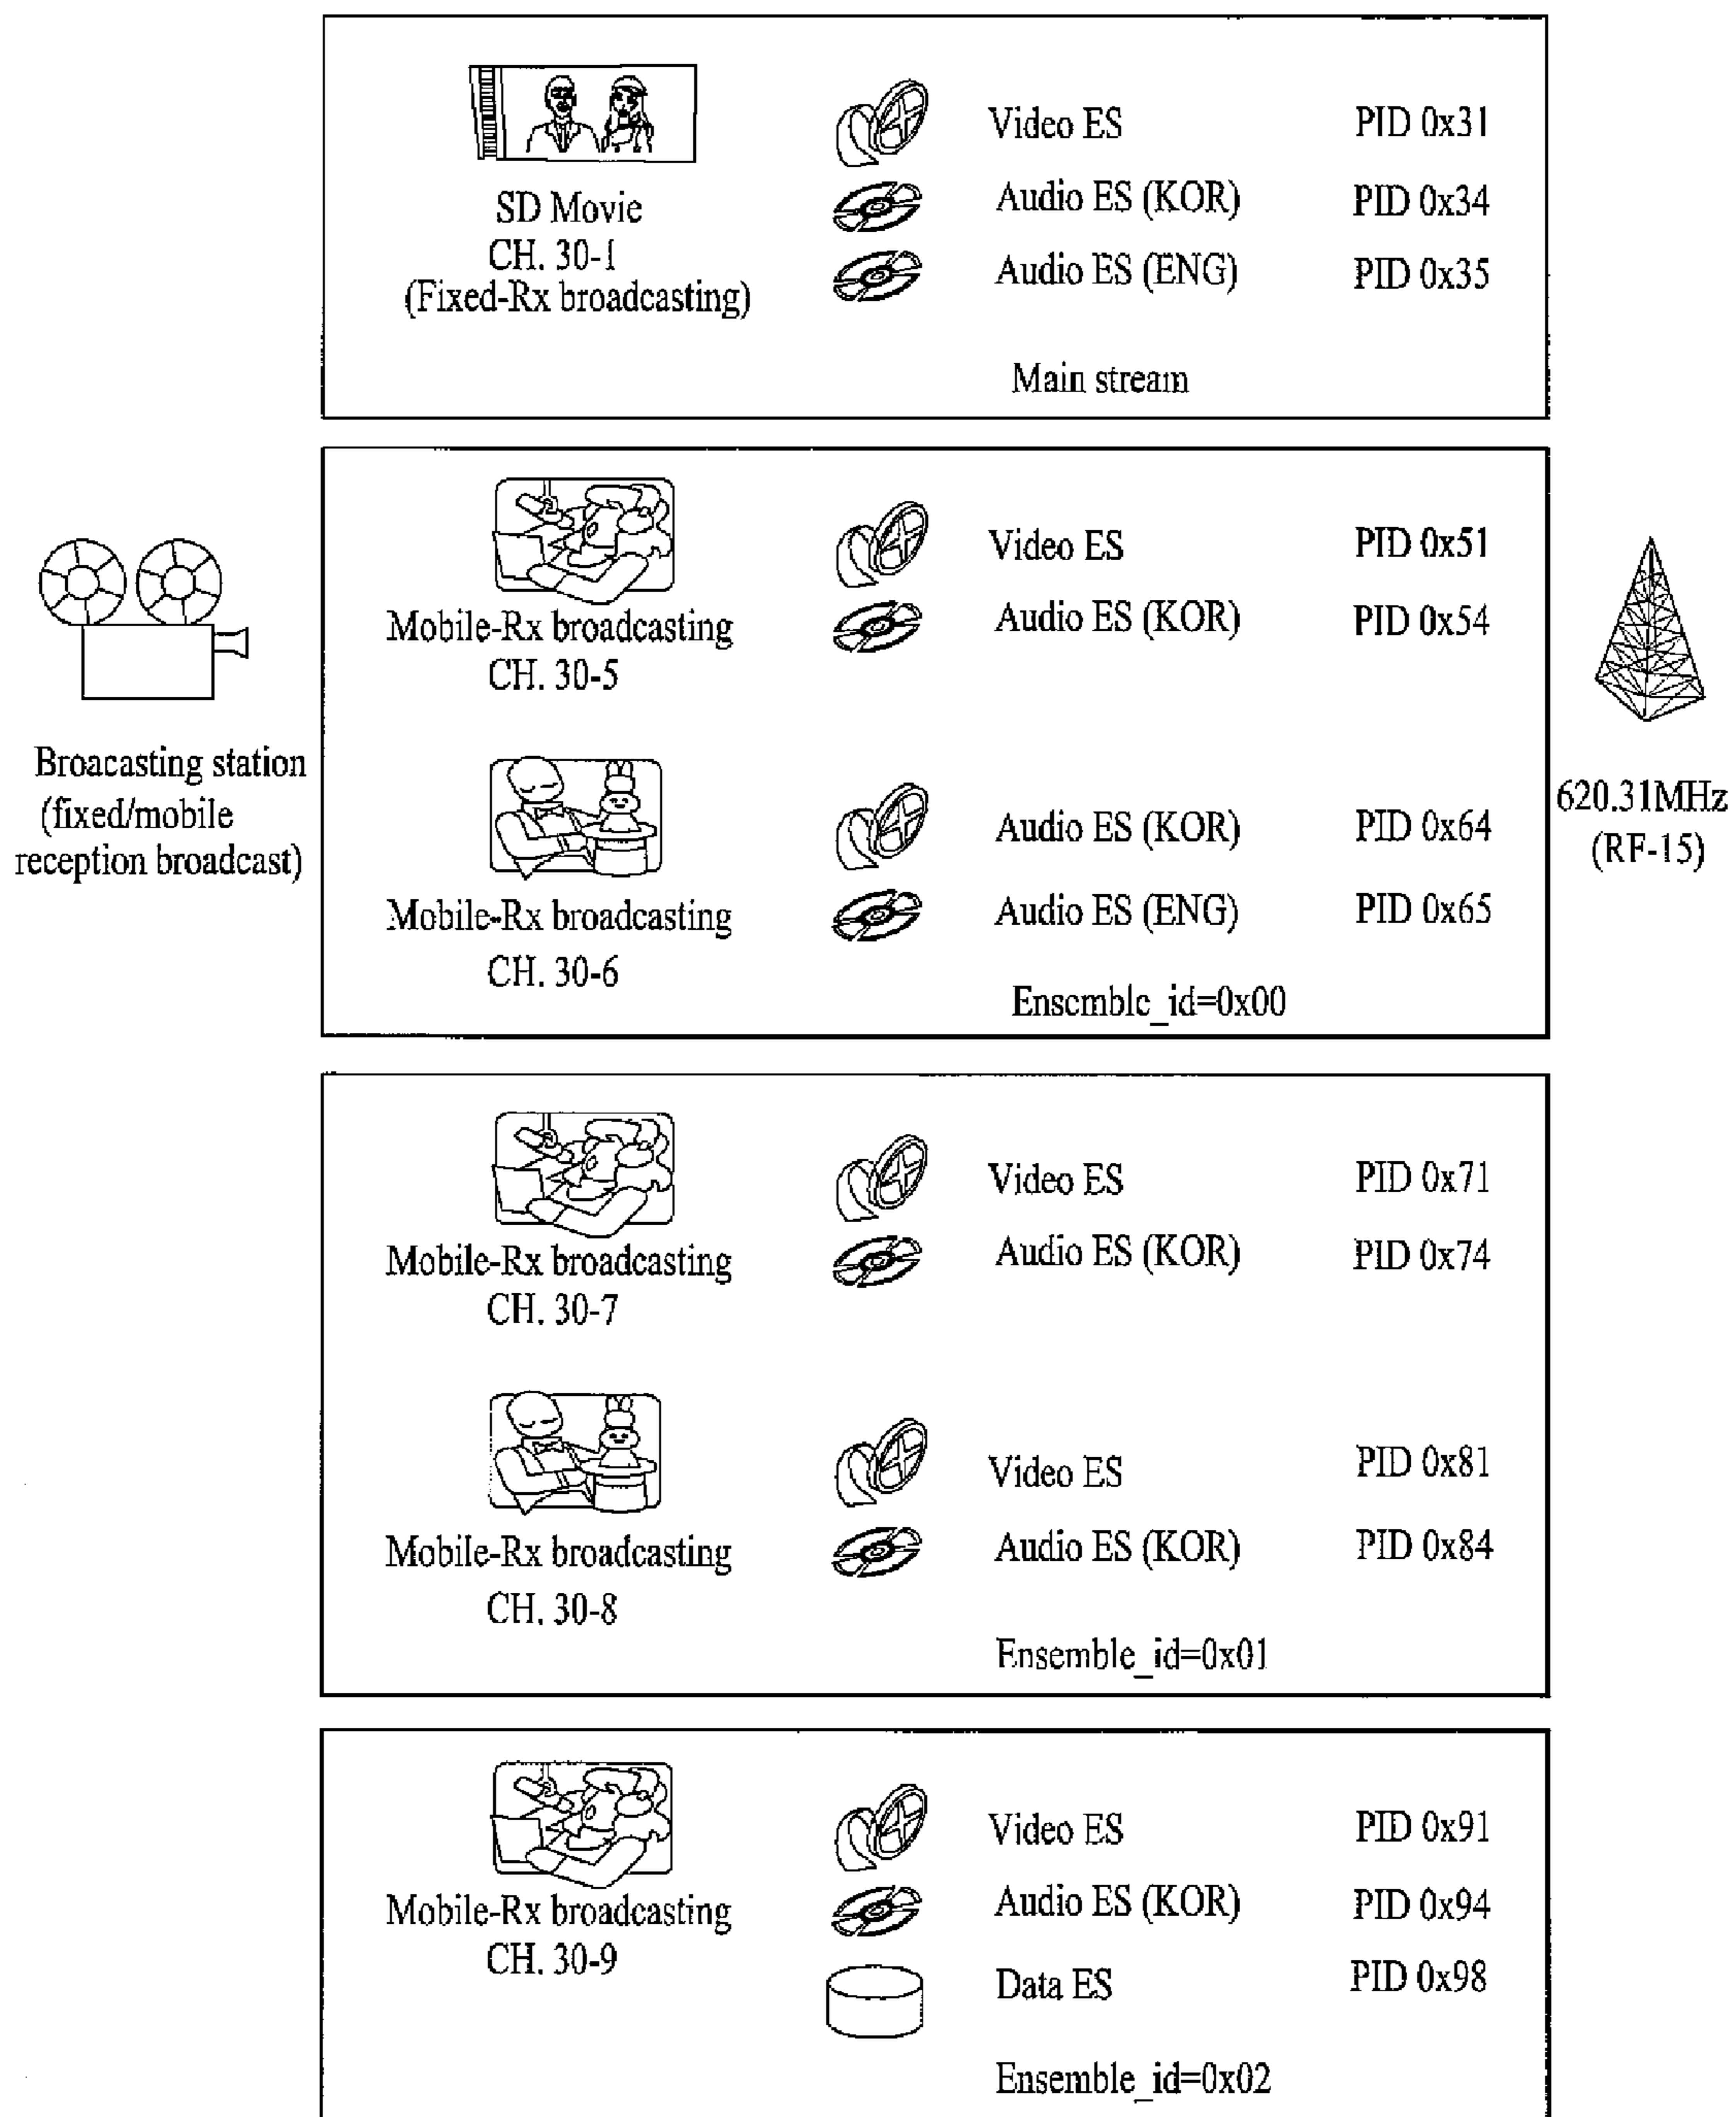 SD Movie
CH. 30-1
(Fixed-Rx broadcasting)
Video ES PID 0x31
Audio ES (KOR) PID 0x34
Audio ES (ENG) PID 0x35
Main stream
Broacasting station
(fixed/mobile
reception broadcast)
Mobile-Rx broadcasting
CH. 30-5
Video ES PID 0x51
Audio ES (KOR) PID 0x54
Mobile-Rx broadcasting
CH. 30-6
Audio ES (KOR) PID 0x64
Audio ES (ENG) PID 0x65
Ensemble_id=0x00
620.31MHz
(RF-15)
Mobile-Rx broadcasting
CH. 30-7
Video ES PID 0x71
Audio ES (KOR) PID 0x74
Mobile-Rx broadcasting
CH. 30-8
Video ES PID 0x81
Audio ES (KOR) PID 0x84
Ensemble_id=0x01
Mobile-Rx broadcasting
CH. 30-9
Video ES PID 0x91
Audio ES (KOR) PID 0x94
Data ES PID 0x98
Ensemble_id=0x02